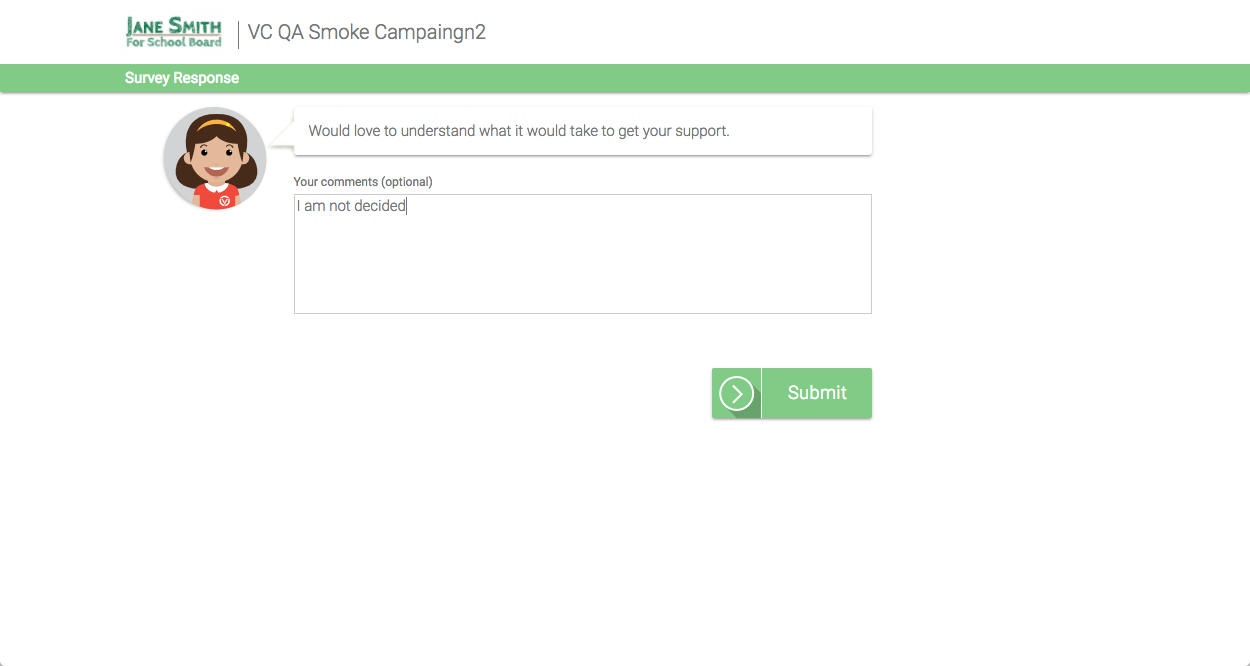 JANE SMITH
For School Board
VC QA Smoke Campaingn2
Survey Response
Would love to understand what it would take to get your support.
Your comments (optional)
I am not decided
Submit